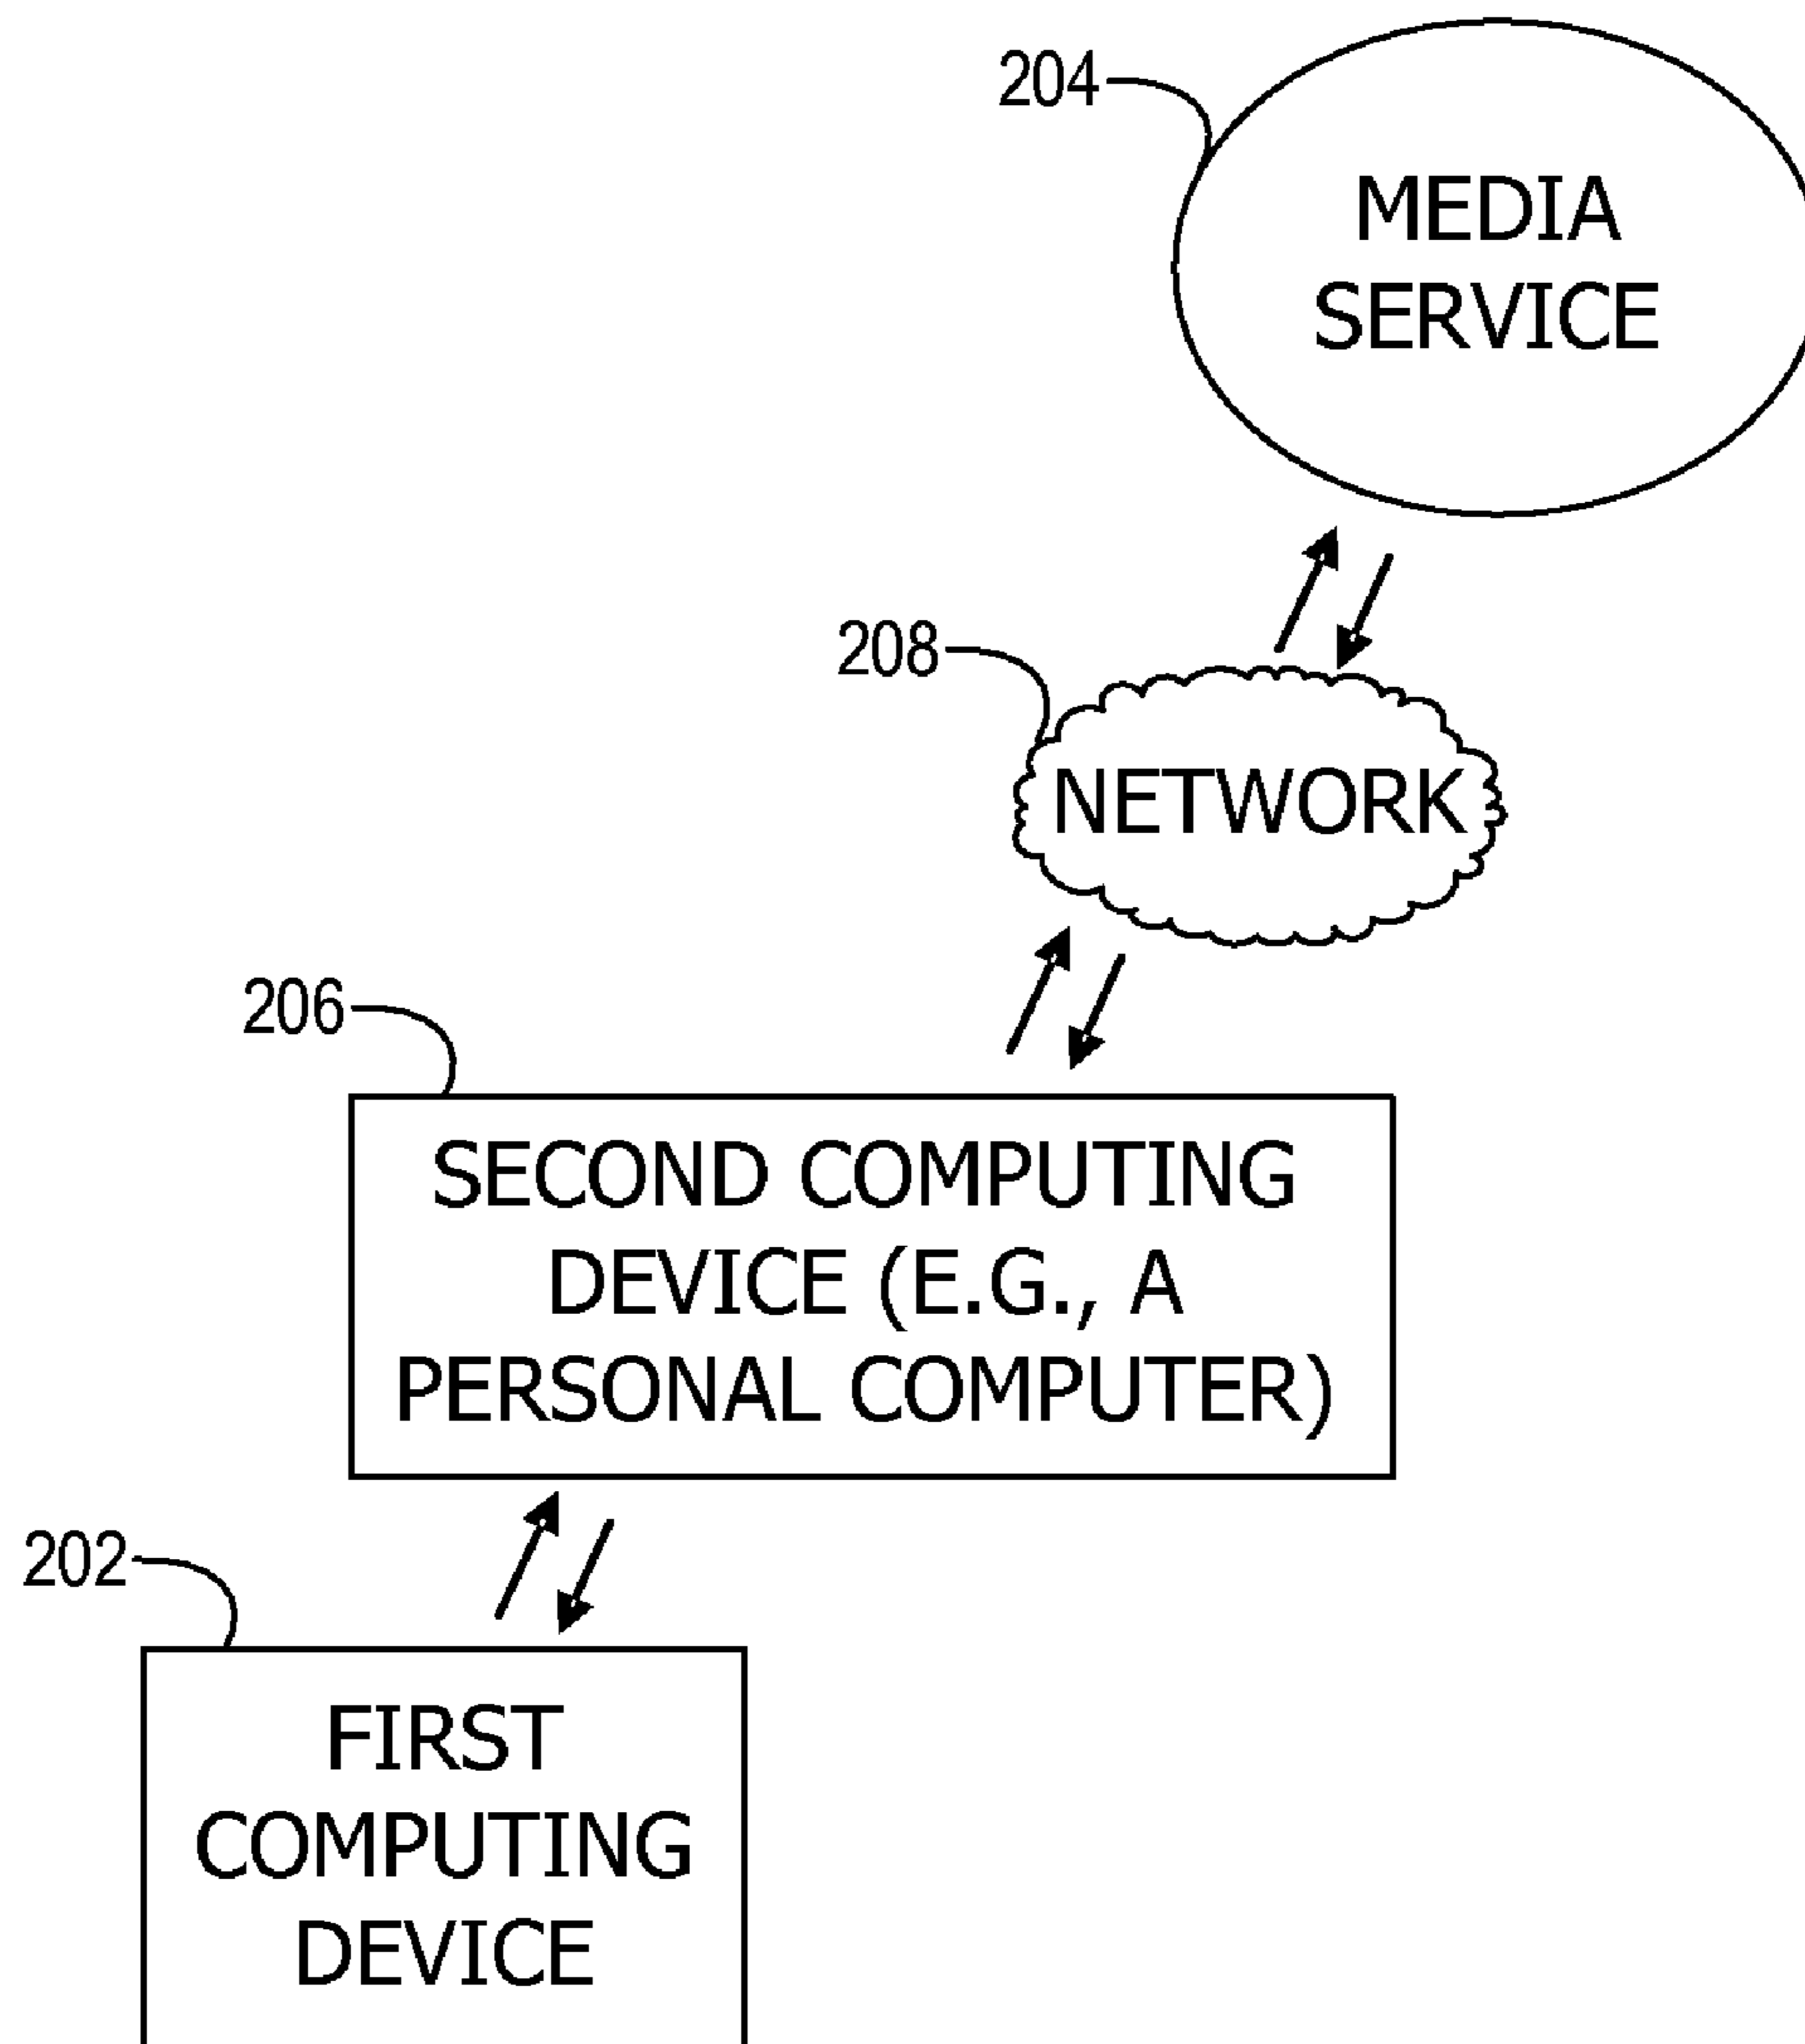 204
MEDIA
SERVICE
208
NETWORK
206
SECOND COMPUTING
DEVICE (E.G., A
PERSONAL COMPUTER)
202
FIRST
COMPUTING
DEVICE